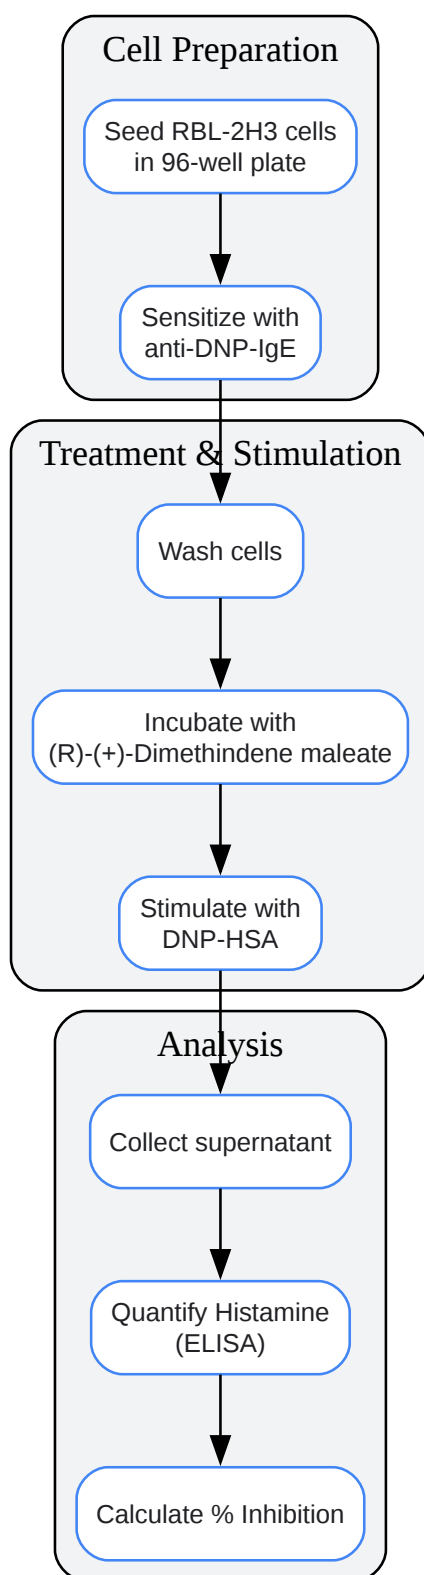 Cell Preparation
Seed RBL-2H3 cells
in 96-well plate
Sensitize with
anti-DNP-IgE
Treatment & Stimulation
Wash cells
Incubate with
(R)-(+)-Dimethindene maleate
Stimulate with
DNP-HSA
Analysis
Collect supernatant
Quantify Histamine
(ELISA)
Calculate % Inhibition